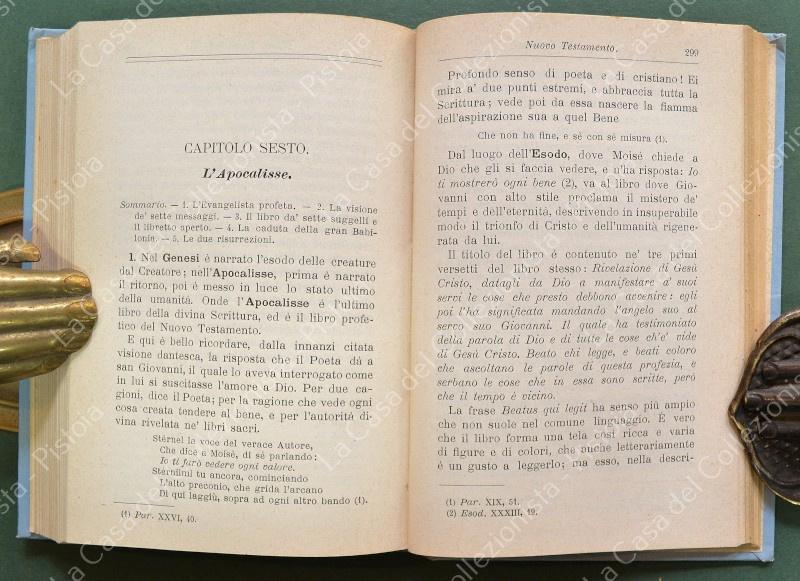 CAPITOLO SESTO.
L'Apocalisse.
Sommario. — 1. L'Evangelista profeta. — 2. La visione
de' sette messaggi. — 3. Il libro da' sette suggelli e
il libretto aperto. — 4. La caduta della gran Babi-
lonia. — 5. Le due risurrezioni.
1. Nel Genesi è narrato l'esodo delle creature
dal Creatore; nell'Apocalisse, prima è narrato
il ritorno, poi è messo in luce lo stato ultimo
della umanità. Onde l'Apocalisse è l'ultimo
libro della divina Scrittura, ed è il libro profe-
tico del Nuovo Testamento.
E qui è bello ricordare, dalla innanzi citata
visione dantesca, la risposta che il Poeta dà a
san Giovanni, il quale lo aveva interrogato come
in lui si suscitasse l'amore a Dio. Per due ca-
gioni, dice il Poeta; per la ragione che vede ogni
cosa creata tendere al bene, e per l'autorità di-
vina rivelata ne' libri sacri.
Stérnel la voce del verace Autore,
Che dice a Moisé, di sé parlando:
Io ti farò vedere ogni valore.
Stérnilmi tu ancora, cominciando
L'alto preconio, che grida l'arcano
Di qui laggiù, sopra ad ogni altro bando (1).
(1) Par. XXVI, 40.
Nuovo Testamento. 299
Profondo senso di poeta e di cristiano! Ei
mira a' due punti estremi, e abbraccia tutta la
Scrittura; vede poi da essa nascere la fiamma
dell'aspirazione sua a quel Bene
Che non ha fine, e sé con sé misura (1).
Dal luogo dell'Esodo, dove Moisé chiede a
Dio che gli si faccia vedere, e n'ha risposta: Io
ti mostrerò ogni bene (2), va al libro dove Gio-
vanni con alto stile proclama il mistero de'
tempi e dell'eternità, descrivendo in insuperabile
modo il trionfo di Cristo e dell'umanità rigene-
rata da lui.
Il titolo del libro è contenuto ne' tre primi
versetti del libro stesso: Rivelazione di Gesù
Cristo, datagli da Dio a manifestare a' suoi
servi le cose che presto debbono accenire: egli
poi l'ha significata mandando l'angelo suo al
servo suo Giovanni. Il quale ha testimoniato
della parola di Dio e di tutte le cose ch'e' vide
di Gesù Cristo. Beato chi legge, e beati coloro
che ascoltano le parole di questa profezia, e
serbano le cose che in essa sono scritte, però
che il tempo è vicino.
La frase Beatus qui legit ha senso più ampio
che non suole nel comune linguaggio. È vero
che il libro forma una tela così ricca e varia
di figure e di colori, che anche letterariamente
è un gusto a leggerlo; ma esso, nella descri-
(1) Par. XIX, 51.
(2) Esod. XXXIII, 19.
La Casa del Collezionista - Pistoia